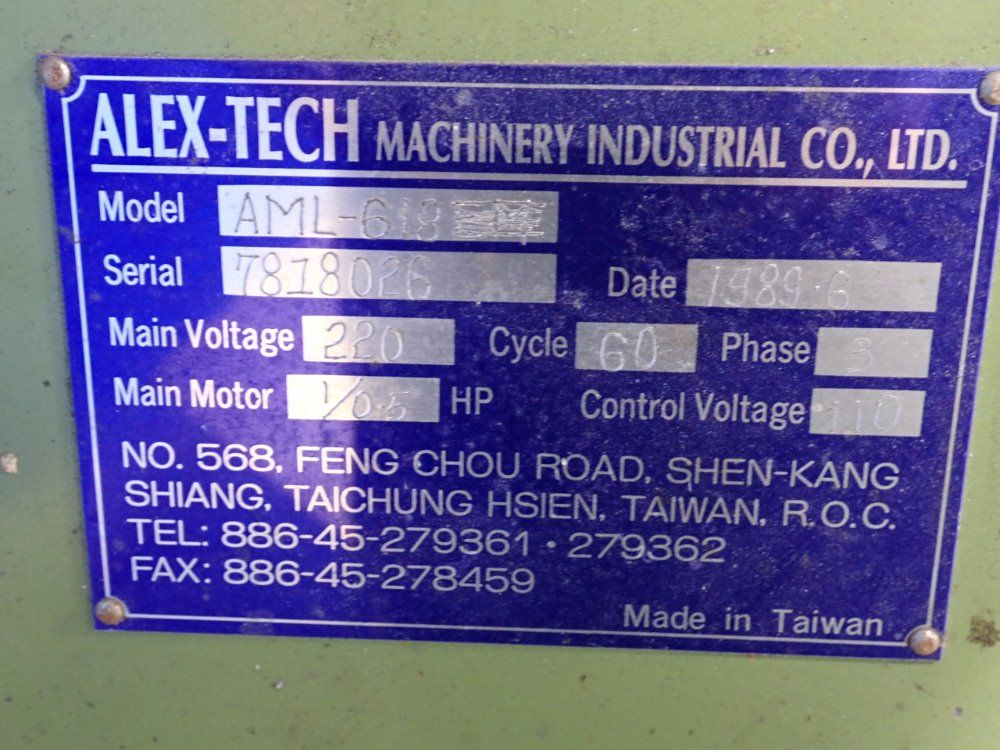 ALEX-TECH MACHINERY INDUSTRIAL CO., LTD.
Model AML-618
Serial 7818026 Date 1989.6
Main Voltage 220 Cycle 60 Phase 3
Main Motor 1/0.5 HP Control Voltage 110
NO. 568, FENG CHOU ROAD, SHEN-KANG
SHIANG, TAICHUNG HSIEN, TAIWAN, R.O.C.
TEL: 886-45-279361 · 279362
FAX: 886-45-278459
Made in Taiwan